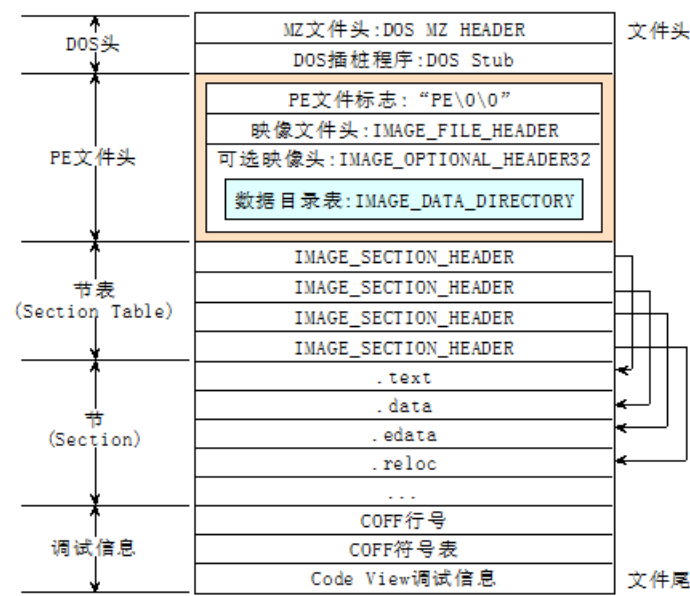 MZ文件头:DOS MZ HEADER
文件头
DOS头
DOS插桩程序:DOS Stub
PE文件标志:“PE\0\0”
映像文件头:IMAGE_FILE_HEADER
PE文件头
可选映像头:IMAGE_OPTIONAL_HEADER32
数据目录表:IMAGE_DATA_DIRECTORY
IMAGE_SECTION_HEADER
节表
(Section Table)
IMAGE_SECTION_HEADER
IMAGE_SECTION_HEADER
IMAGE_SECTION_HEADER
.text
.data
节
(Section)
.edata
.reloc
...
COFF行号
调试信息
COFF符号表
Code View调试信息
文件尾